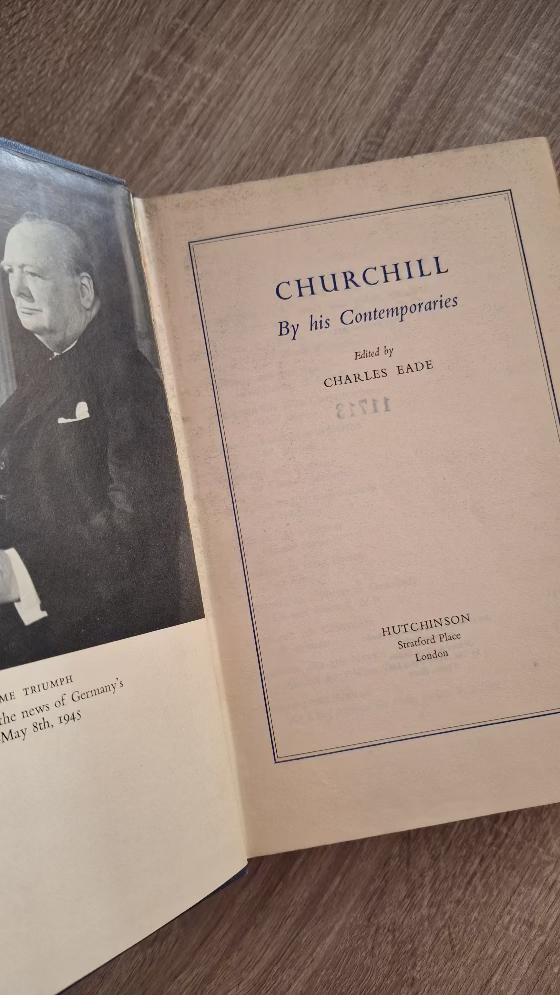 ME TRIUMPH
the news of Germany's
May 8th, 1945
CHURCHILL
By his Contemporaries
Edited by
CHARLES EADE
HUTCHINSON
Stratford Place
London